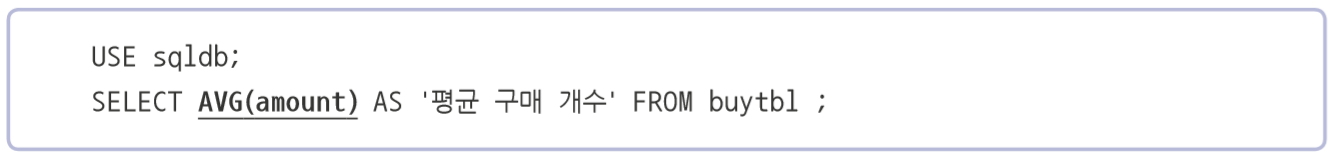 USE sqldb;
SELECT AVG(amount) AS '평균 구매 개수' FROM buytbl ;